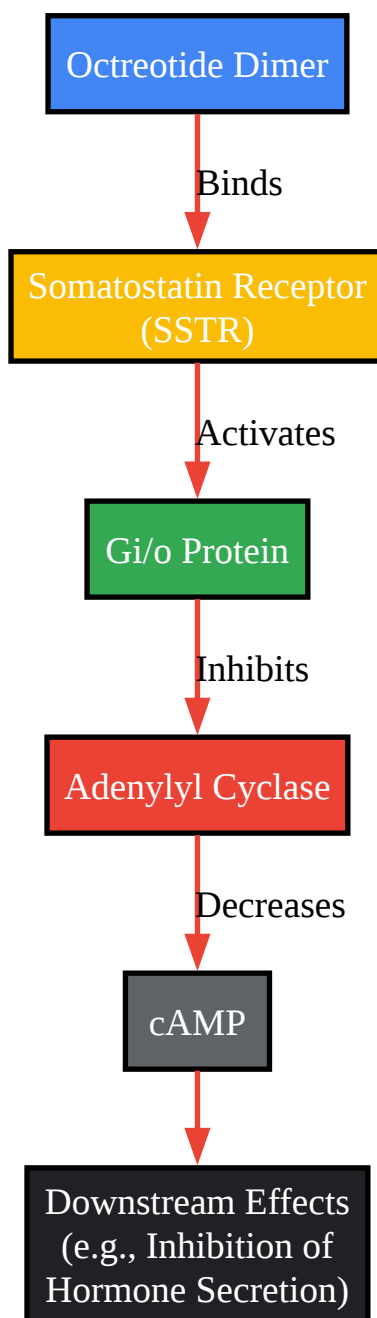 Octreotide Dimer
Binds
Somatostatin Receptor
(SSTR)
Activates
Gi/o Protein
Inhibits
Adenylyl Cyclase
Decreases
cAMP
Downstream Effects
(e.g., Inhibition of
Hormone Secretion)